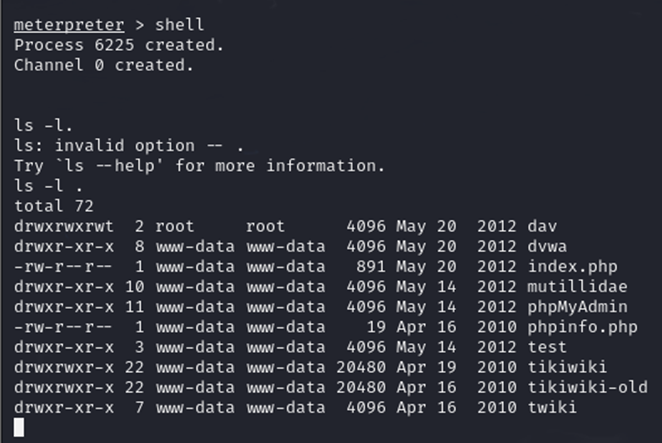 meterpreter > shell
Process 6225 created.
Channel 0 created.
ls -l.
ls: invalid option -- .
Try `ls --help' for more information.
ls -l .
total 72
drwxrwxrwt  2 root     root      4096 May 20  2012 dav
drwxr-xr-x  8 www-data www-data  4096 May 20  2012 dvwa
-rw-r--r--  1 www-data www-data   891 May 20  2012 index.php
drwxr-xr-x 10 www-data www-data  4096 May 14  2012 mutillidae
drwxr-xr-x 11 www-data www-data  4096 May 14  2012 phpMyAdmin
-rw-r--r--  1 www-data www-data    19 Apr 16  2010 phpinfo.php
drwxr-xr-x  3 www-data www-data  4096 May 14  2012 test
drwxrwxr-x 22 www-data www-data 20480 Apr 19  2010 tikiwiki
drwxrwxr-x 22 www-data www-data 20480 Apr 16  2010 tikiwiki-old
drwxr-xr-x  7 www-data www-data  4096 Apr 16  2010 twiki